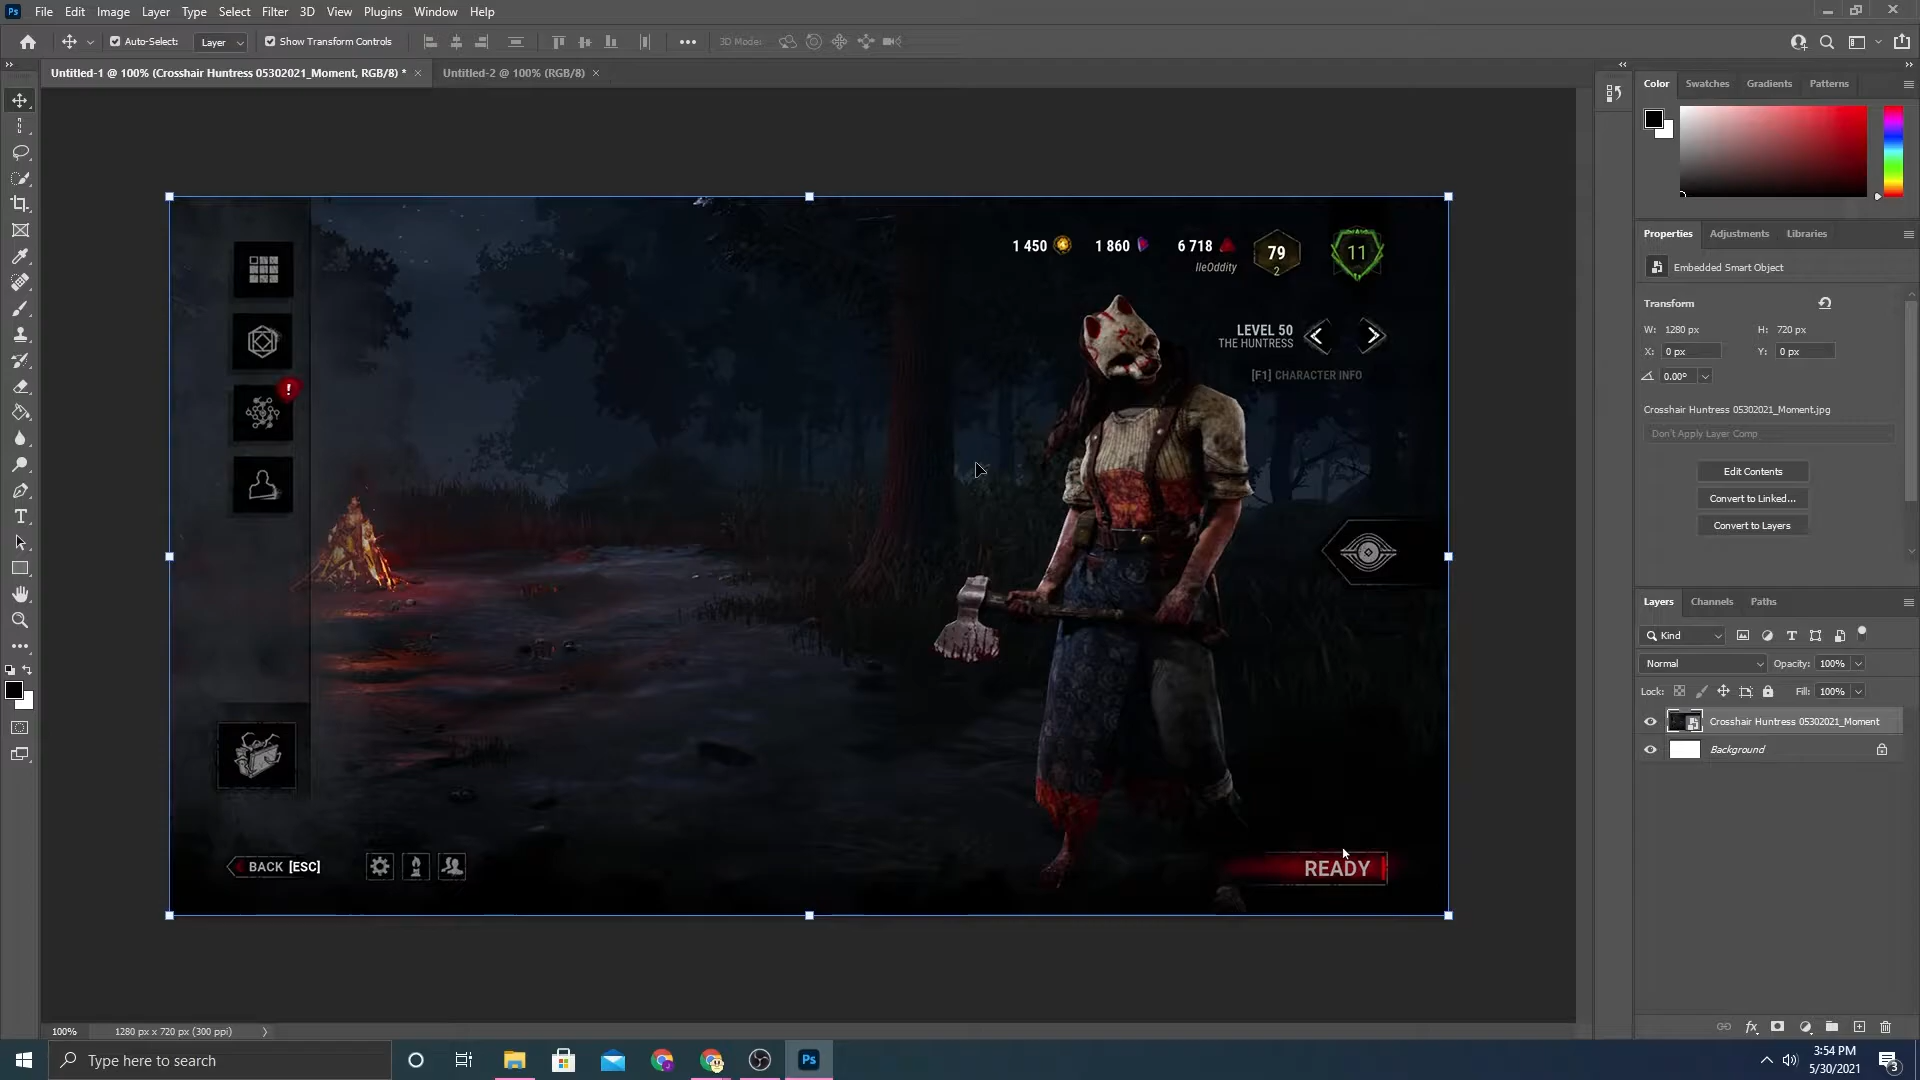 Ps File Edit Image Layer Type Select Filter 3D View Plugins Window Help
Auto-Select: Layer Show Transform Controls 3D Mode:
Untitled-1 @ 100% (Crosshair Huntress 05302021_Moment, RGB/8) * ×
Untitled-2 @ 100% (RGB/8) ×
1 450 1 860 6 718 79 11
IleOddity 2
LEVEL 50
THE HUNTRESS
[F1] CHARACTER INFO
!
BACK [ESC]
READY
Color Swatches Gradients Patterns
Properties Adjustments Libraries
Embedded Smart Object
Transform
W: 1280 px H: 720 px
X: 0 px Y: 0 px
0.00°
Crosshair Huntress 05302021_Moment.jpg
Don't Apply Layer Comp
Edit Contents
Convert to Linked...
Convert to Layers
Layers Channels Paths
Kind
Normal Opacity: 100%
Lock: Fill: 100%
Crosshair Huntress 05302021_Moment
Background
100% 1280 px x 720 px (300 ppi)
Type here to search
Ps
3:54 PM
5/30/2021
3